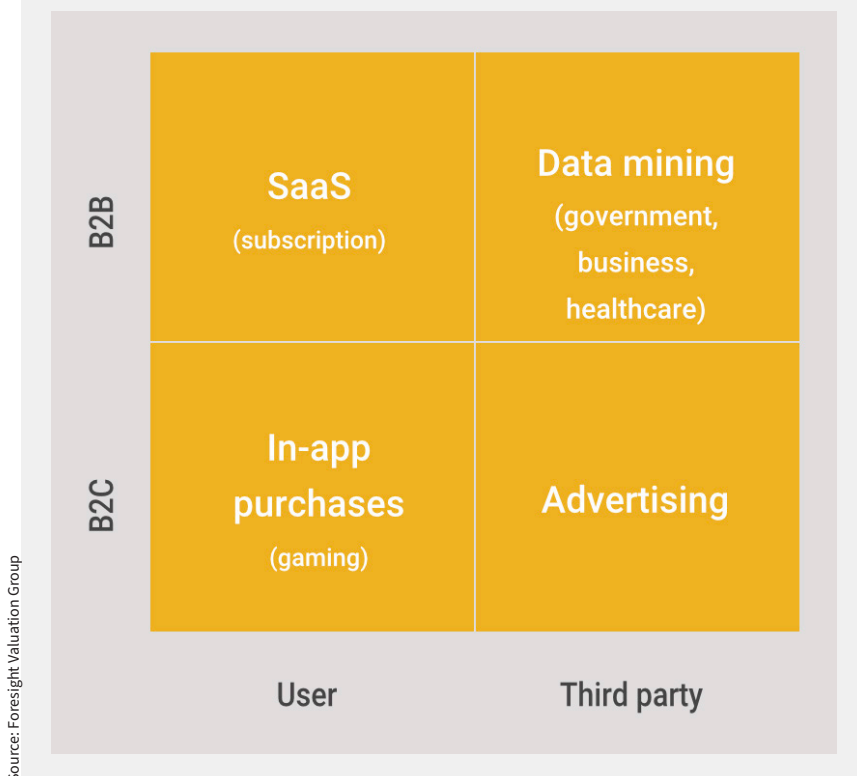 B2B
SaaS
(subscription)
Data mining
(government,
business,
healthcare)
B2C
In-app
purchases
(gaming)
Advertising
User
Third party
Source: Foresight Valuation Group